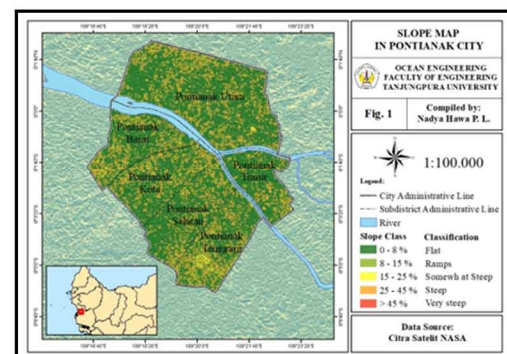 SLOPE MAP
IN PONTIANAK CITY
OCEAN ENGINEERING
FACULTY OF ENGINEERING
TANJUNGPURA UNIVERSITY
Fig. 1
Compiled by:
Nadya Hawa P. L.
1:100.000
Legend:
City Administrative Line
Subdistrict Administrative Line
River
Slope Class Classification
0 - 8 % Flat
8 - 15 % Ramps
15 - 25 % Somewh at Steep
25 - 45 % Steep
> 45 % Very steep
Data Source:
Citra Satelit NASA
Pontianak Utara
Pontianak
Barat
Pontianak
Timur
Pontianak
Kota
Pontianak
Selatan
Pontianak
Tenggara